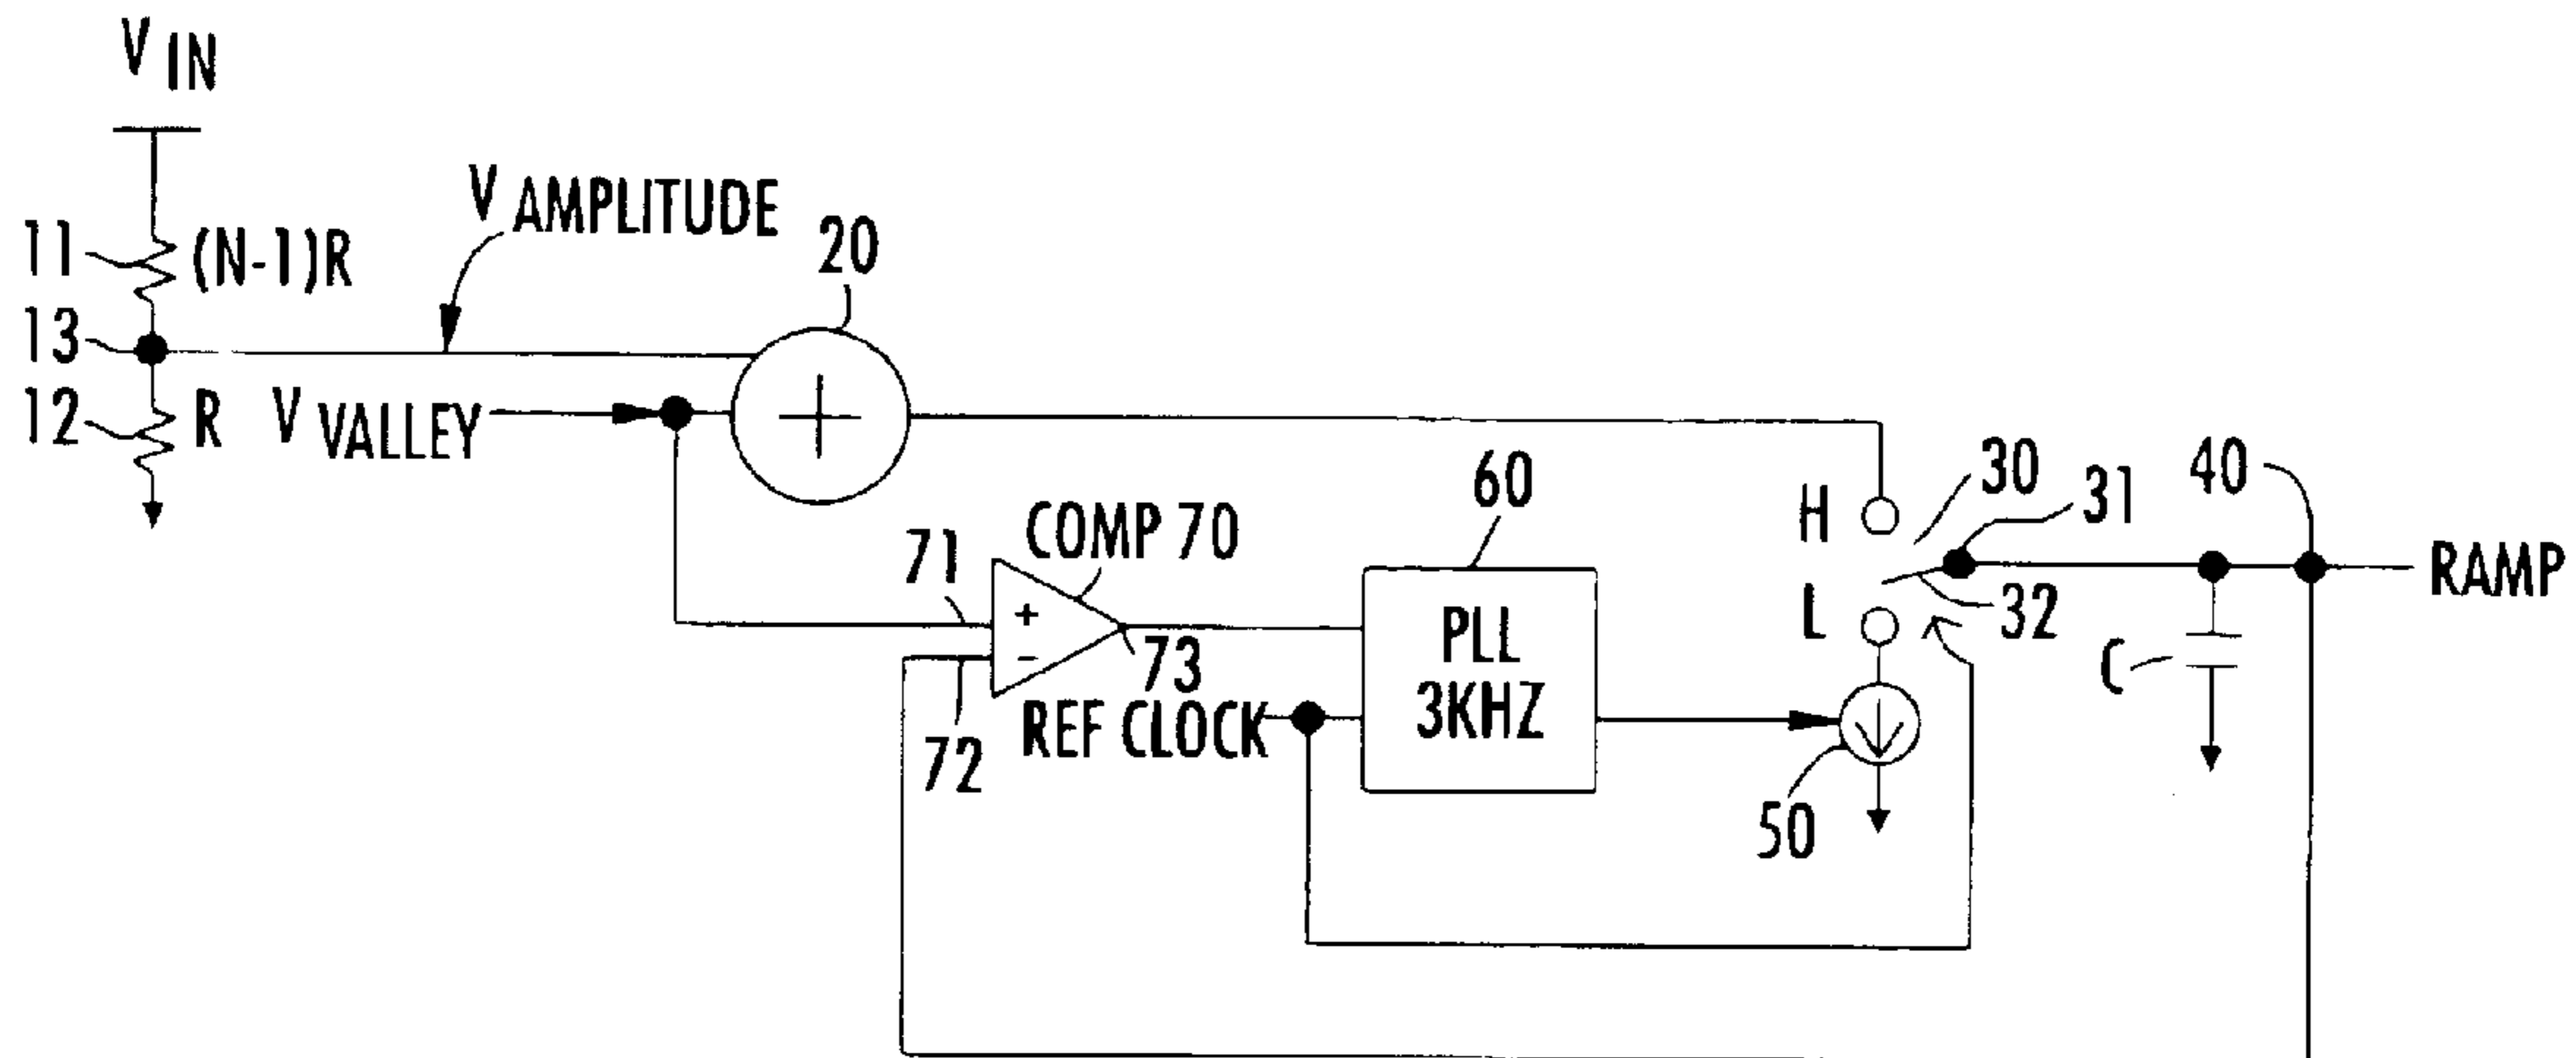 V IN
V AMPLITUDE
11
(N-1)R
20
13
12
R
V VALLEY
+
30
40
60
H
31
COMP 70
71
RAMP
+
L
32
PLL
-
73
C
3KHZ
REF CLOCK
72
50